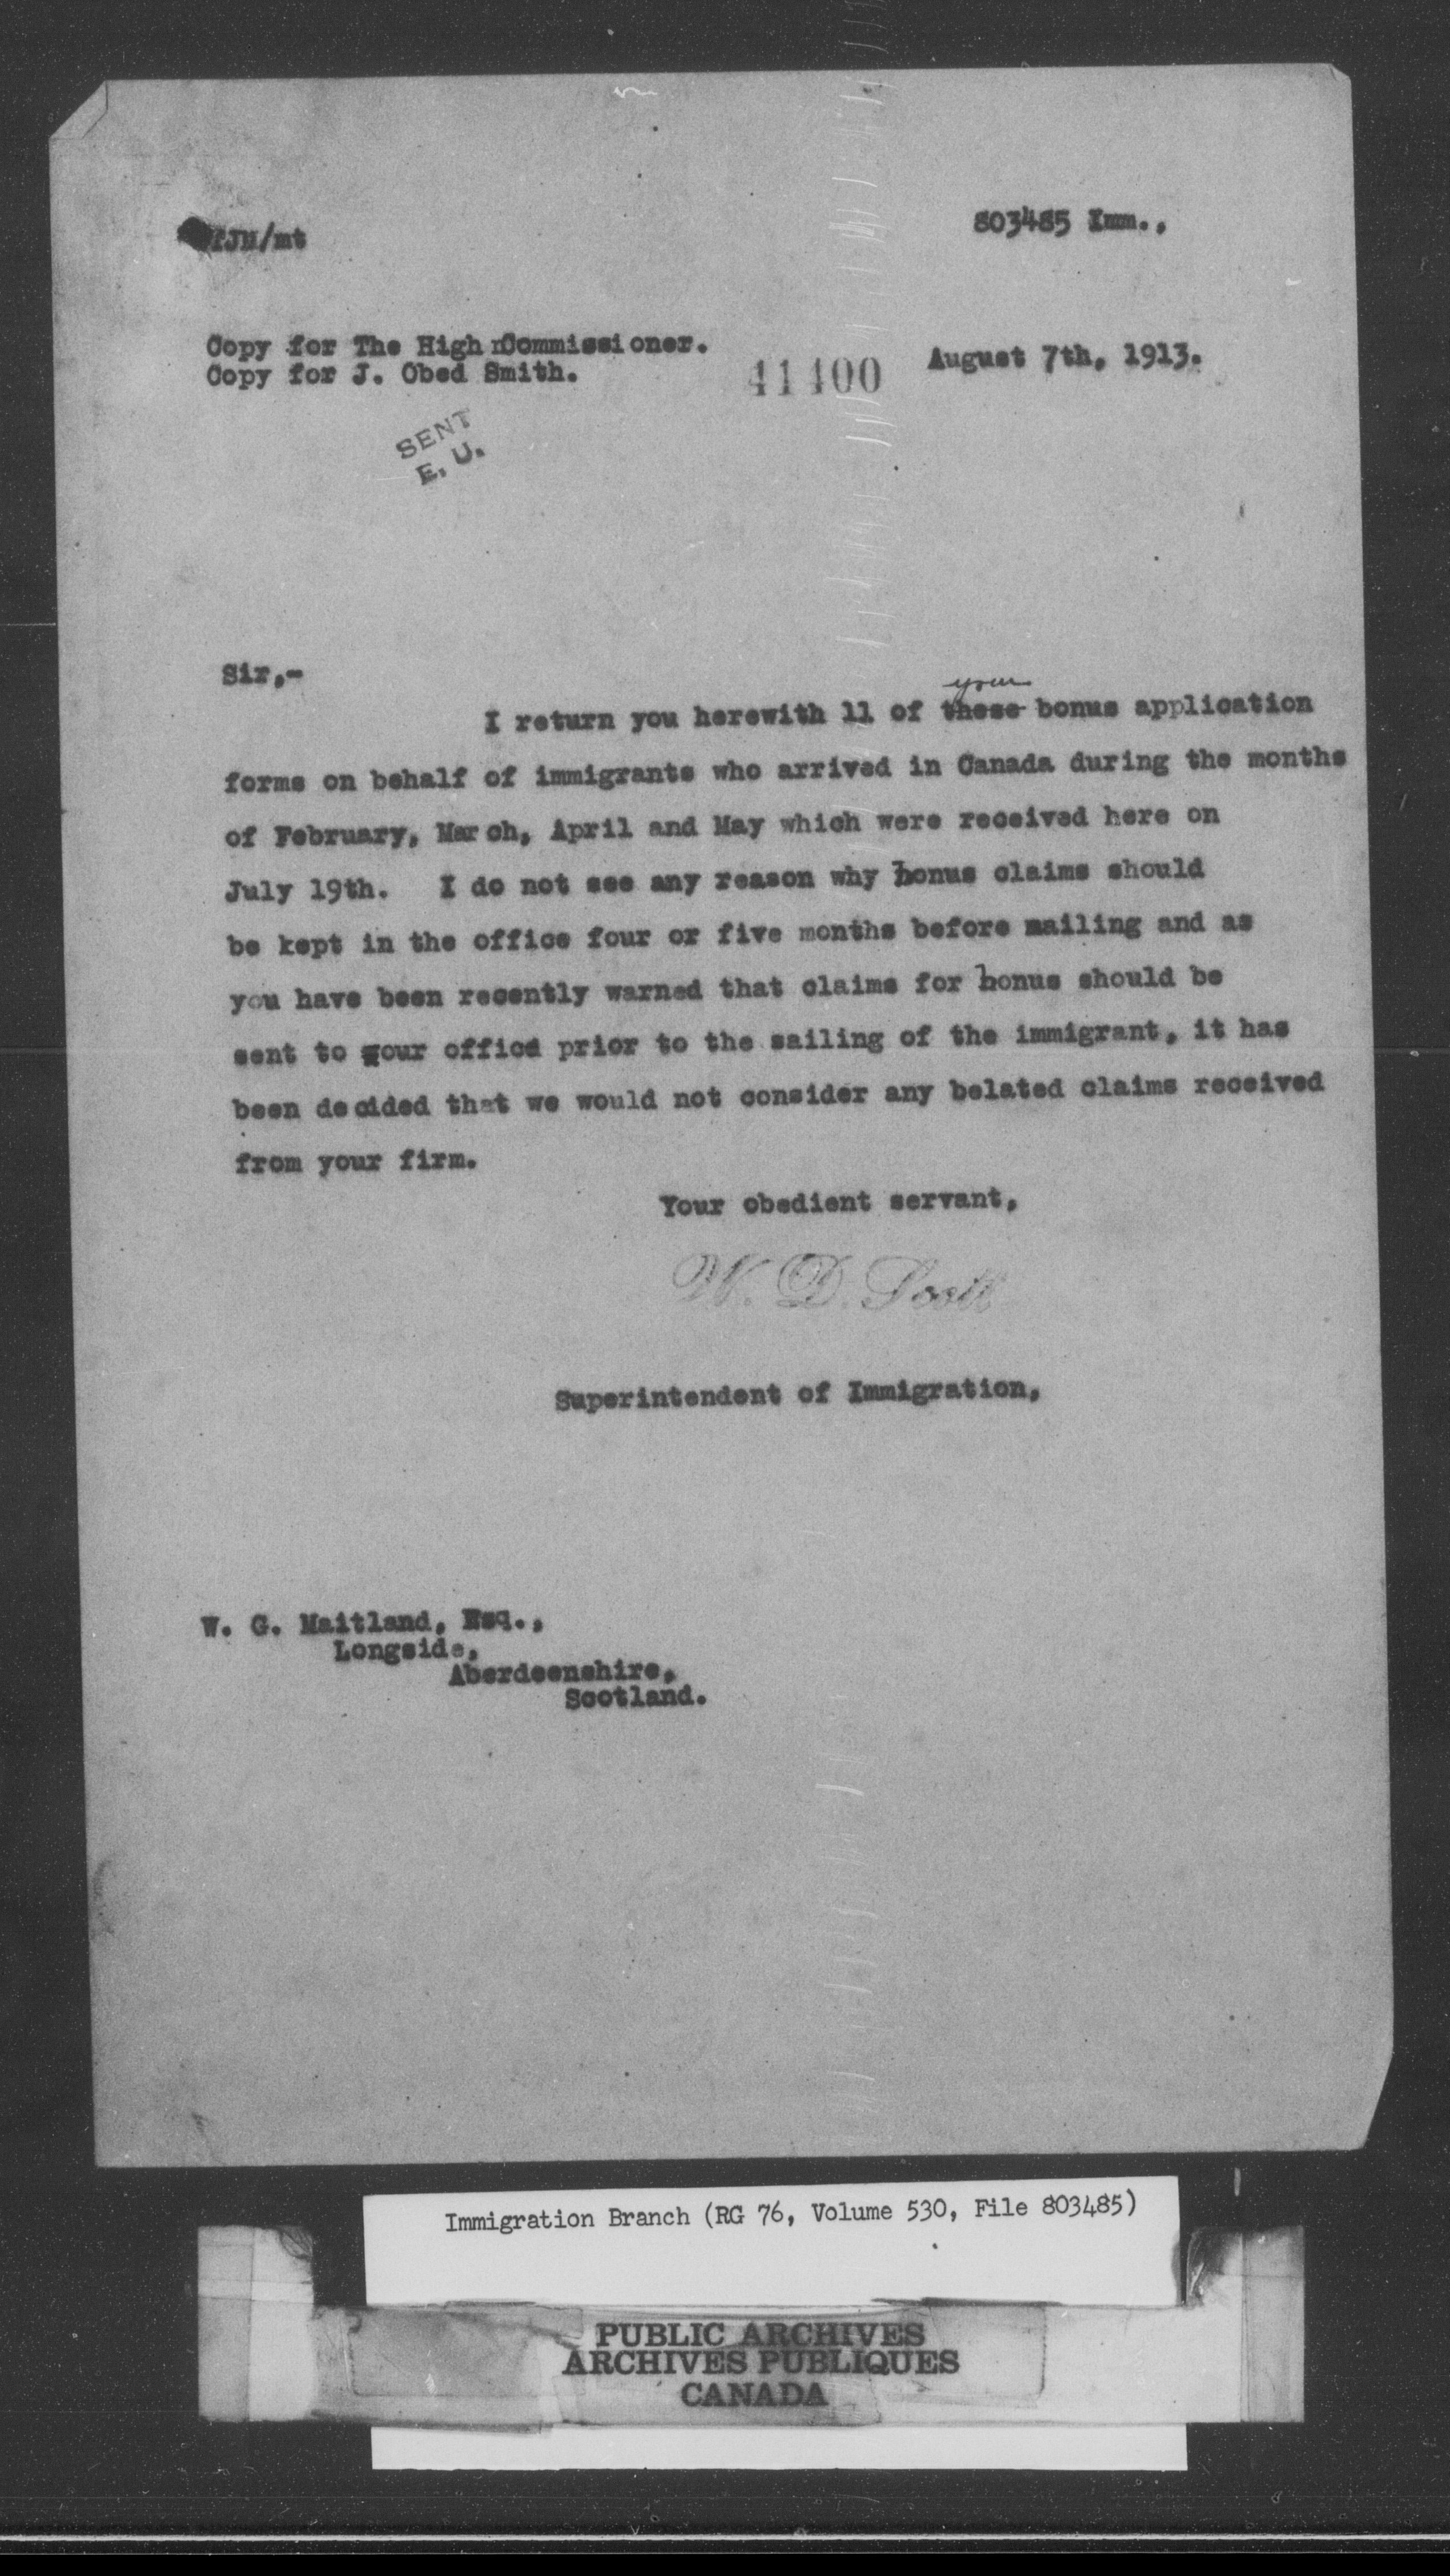 803485 Imm.,
Copy for The High Commissioner.
Copy for J. Obed Smith.
41400
August 7th, 1913.
SENT
E. U.
Sir,-
your
I return you herewith 11 of these bonus application
forms on behalf of immigrants who arrived in Canada during the months
of February, March, April and May which were received here on
July 19th. I do not see any reason why bonus claims should
be kept in the office four or five months before mailing and as
you have been recently warned that claims for bonus should be
sent to our office prior to the sailing of the immigrant, it has
been decided that we would not consider any belated claims received
from your firm.
Your obedient servant,
W. D. Scott
Superintendent of Immigration,
W. G. Maitland, Esq.,
Longside,
Aberdeenshire,
Scotland.
Immigration Branch (RG 76, Volume 530, File 803485)
PUBLIC ARCHIVES
ARCHIVES PUBLIQUES
CANADA